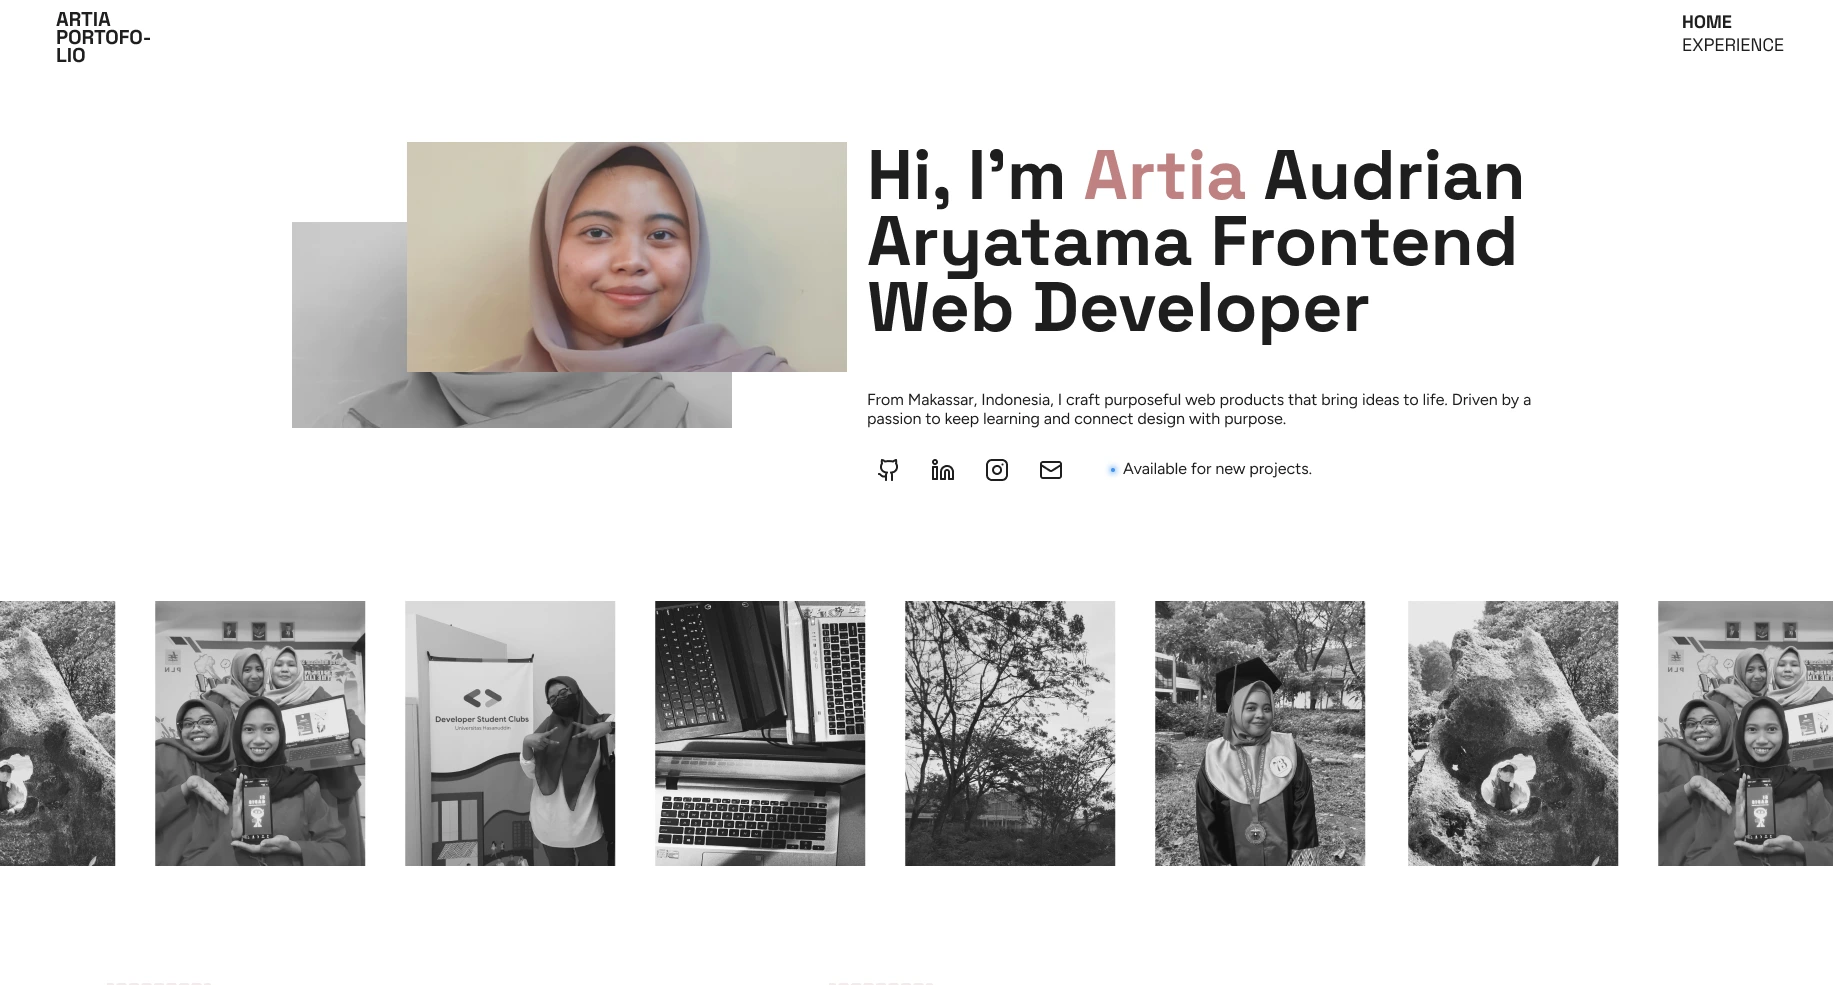 ARTIA
PORTOFO-
LIO
HOME
EXPERIENCE
Hi, I’m Artia Audrian
Aryatama Frontend
Web Developer
From Makassar, Indonesia, I craft purposeful web products that bring ideas to life. Driven by a
passion to keep learning and connect design with purpose.
Available for new projects.
Developer Student Clubs
Universitas Hasanuddin